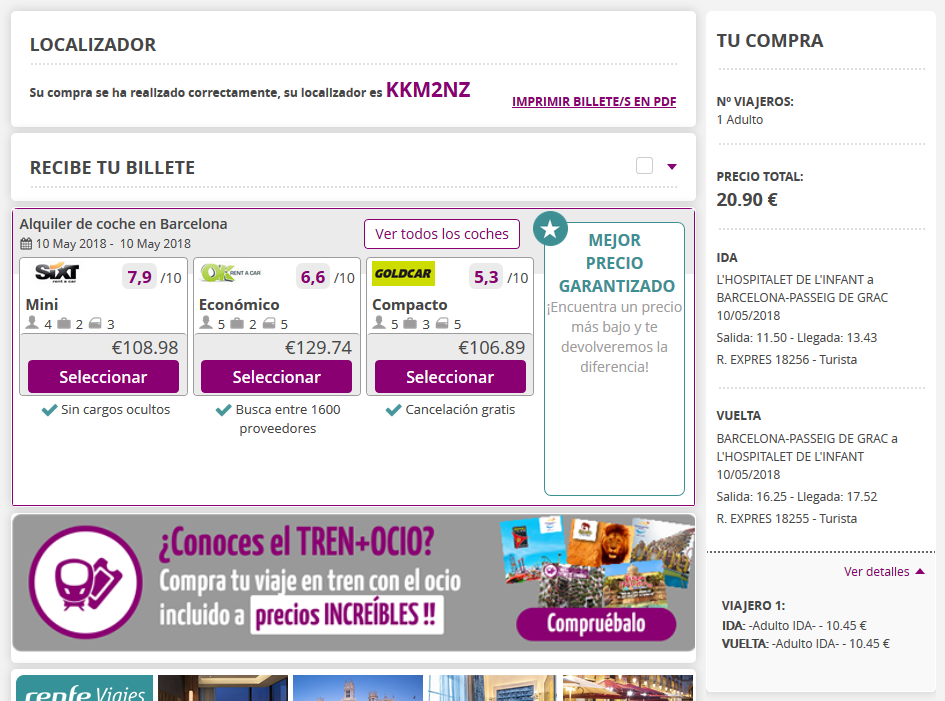 LOCALIZADOR
Su compra se ha realizado correctamente, su localizador es KKM2NZ
IMPRIMIR BILLETE/S EN PDF
RECIBE TU BILLETE
Alquiler de coche en Barcelona
10 May 2018 - 10 May 2018
Ver todos los coches
SIXT
rent a car
7,9 /10
Mini
4 2 3
€108.98
Seleccionar
Sin cargos ocultos
OK RENT A CAR
6,6 /10
Económico
5 2 5
€129.74
Seleccionar
Busca entre 1600
proveedores
GOLDCAR
5,3 /10
Compacto
5 3 5
€106.89
Seleccionar
Cancelación gratis
MEJOR
PRECIO
GARANTIZADO
¡Encuentra un precio
más bajo y te
devolveremos la
diferencia!
¿Conoces el TREN+OCIO?
Compra tu viaje en tren con el ocio
incluido a precios INCREÍBLES !!
Compruébalo
renfe Viajes
TU COMPRA
Nº VIAJEROS:
1 Adulto
PRECIO TOTAL:
20.90 €
IDA
L'HOSPITALET DE L'INFANT a
BARCELONA-PASSEIG DE GRAC
10/05/2018
Salida: 11.50 - Llegada: 13.43
R. EXPRES 18256 - Turista
VUELTA
BARCELONA-PASSEIG DE GRAC a
L'HOSPITALET DE L'INFANT
10/05/2018
Salida: 16.25 - Llegada: 17.52
R. EXPRES 18255 - Turista
Ver detalles
VIAJERO 1:
IDA: -Adulto IDA- - 10.45 €
VUELTA: -Adulto IDA- - 10.45 €